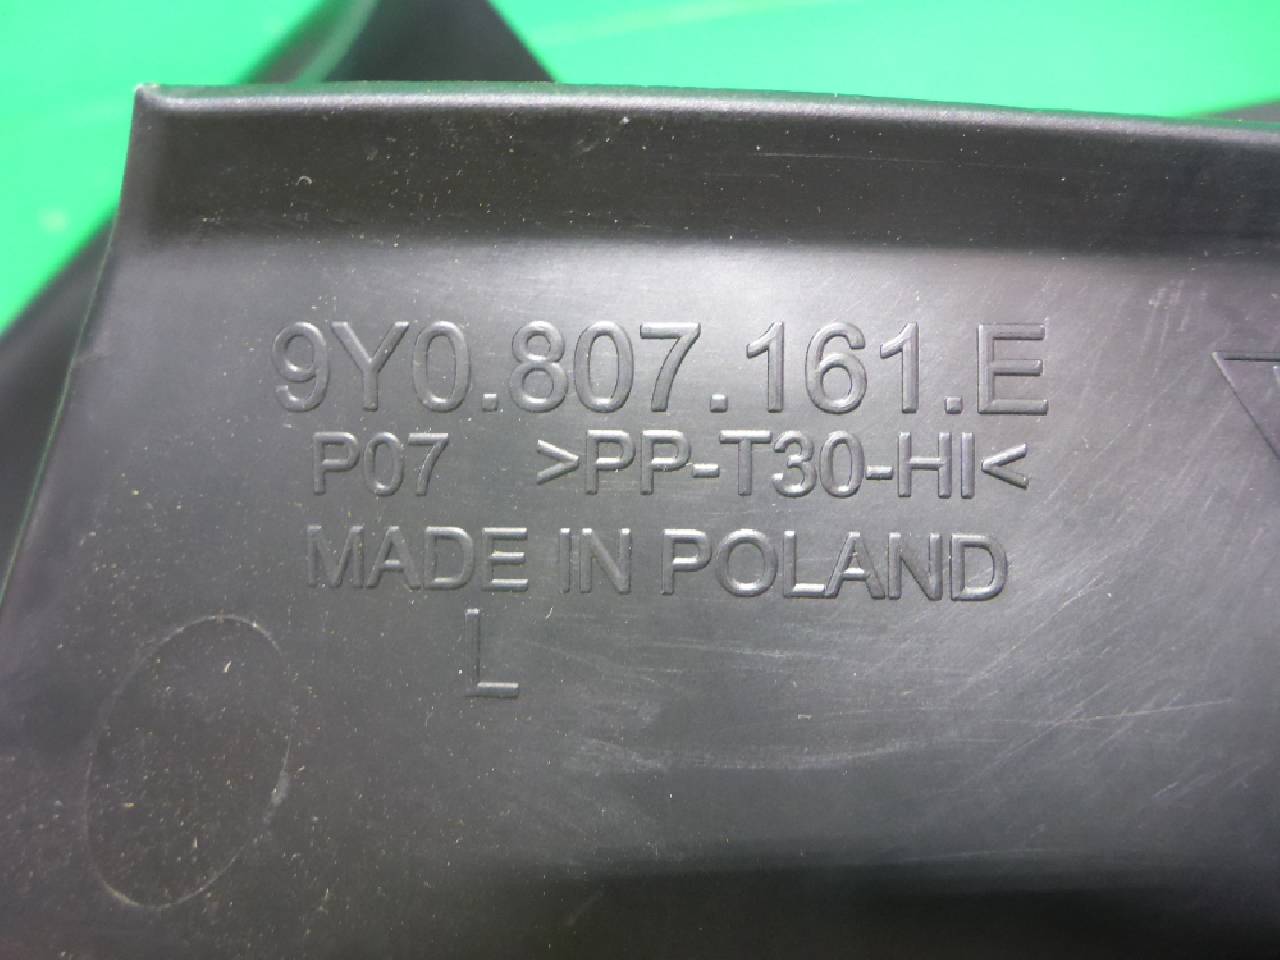 9Y0.807.161.E
P07 >PP-T30-HI<
MADE IN POLAND
L